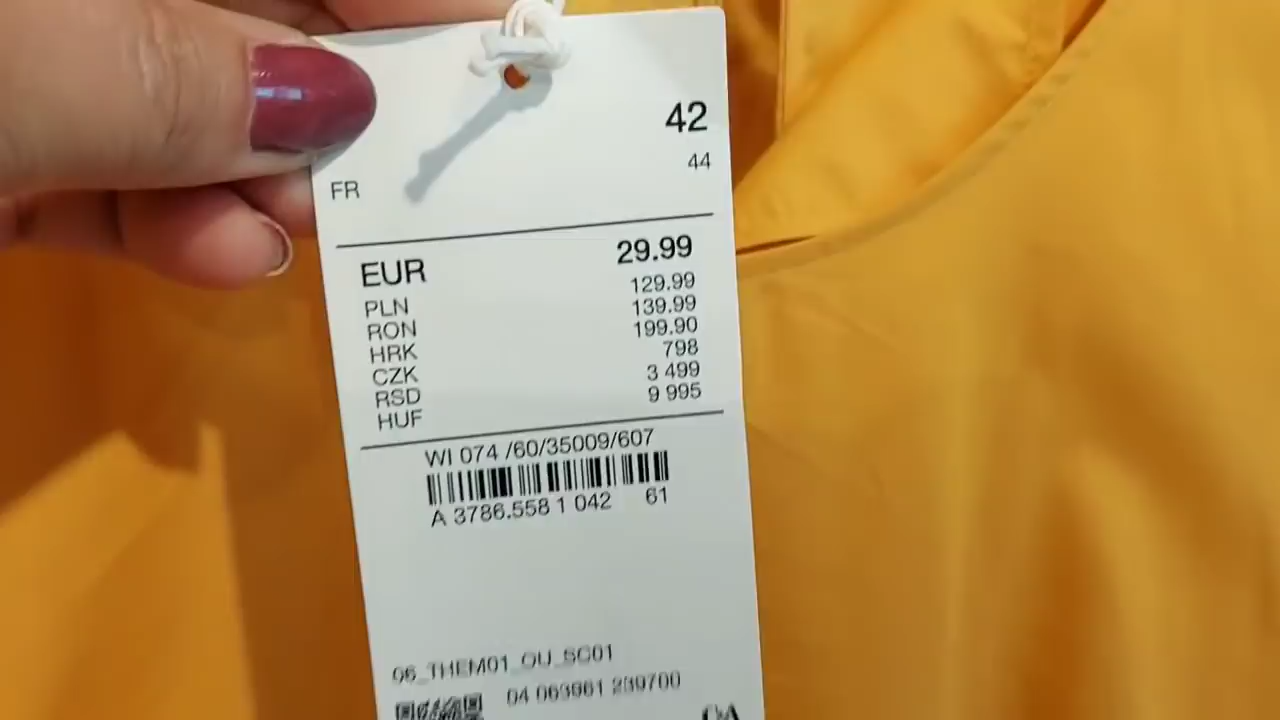 42
FR 44
EUR 29.99
PLN 129.99
RON 139.99
HRK 199.90
CZK 798
RSD 3 499
HUF 9 995
WI 074 /60/35009/607
A 3786.558 1 042 61
06_THEM01_OU_SC01
04 063961 239700